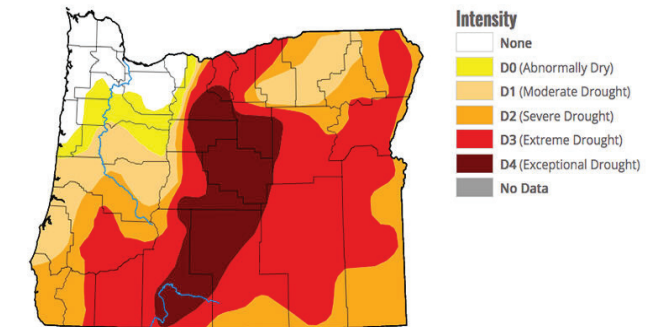 Intensity
None
D0 (Abnormally Dry)
D1 (Moderate Drought)
D2 (Severe Drought)
D3 (Extreme Drought)
D4 (Exceptional Drought)
No Data